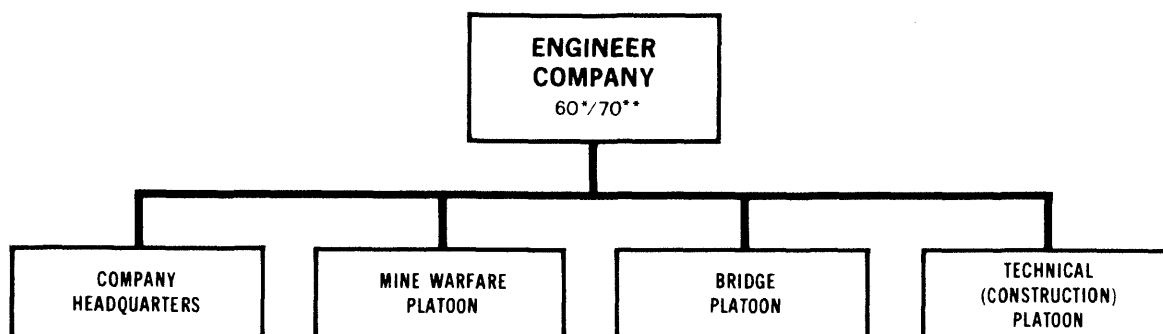 ENGINEER
COMPANY
60*/70**
COMPANY
HEADQUARTERS
MINE WARFARE
PLATOON
BRIDGE
PLATOON
TECHNICAL
(CONSTRUCTION)
PLATOON